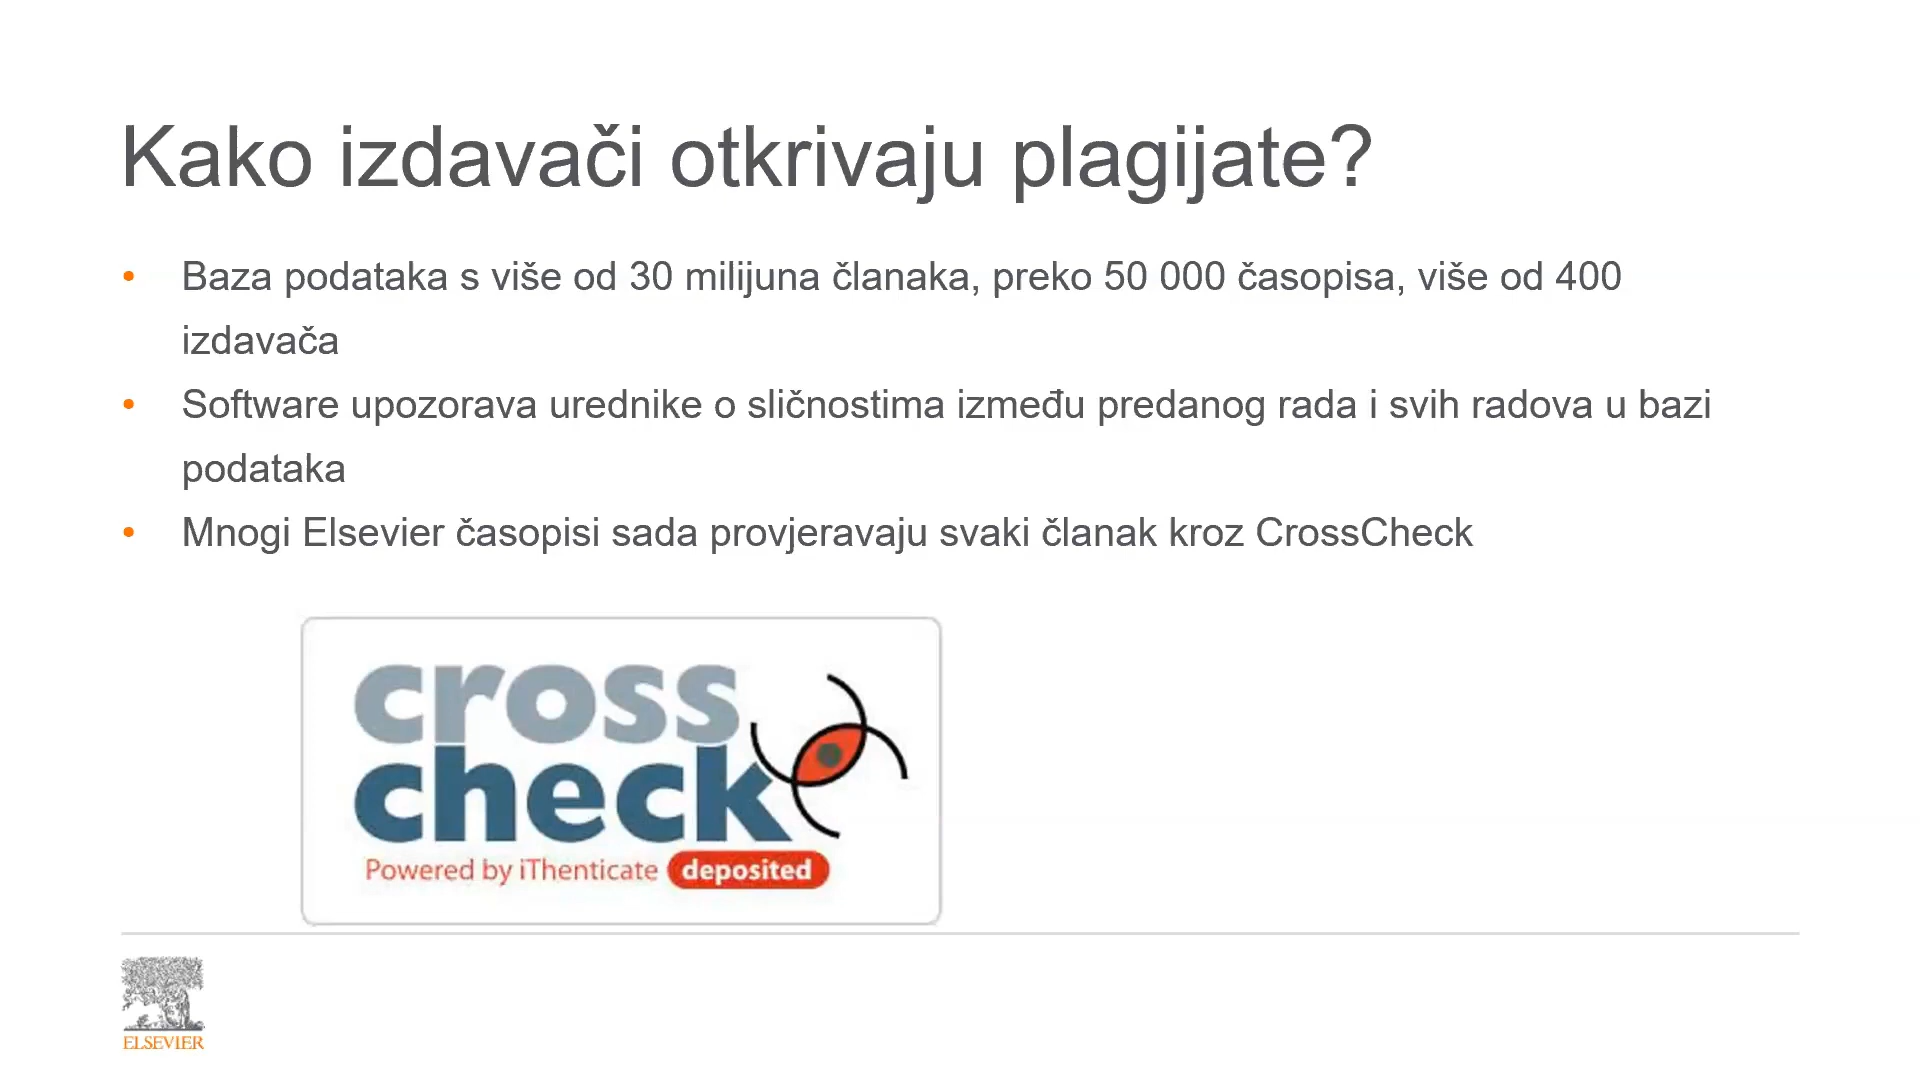 Kako izdavači otkrivaju plagijate?
• Baza podataka s više od 30 milijuna članaka, preko 50 000 časopisa, više od 400
izdavača
• Software upozorava urednike o sličnostima između predanog rada i svih radova u bazi
podataka
• Mnogi Elsevier časopisi sada provjeravaju svaki članak kroz CrossCheck
cross
check
Powered by iThenticate deposited
ELSEVIER